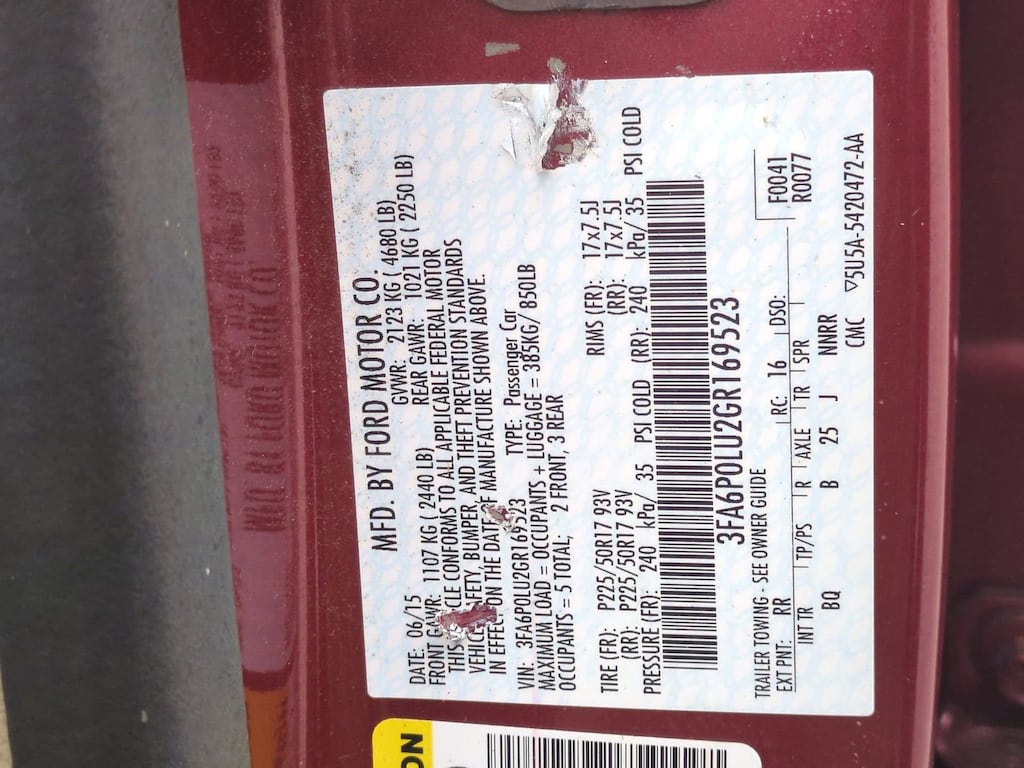 MFD. BY FORD MOTOR CO.
DATE: 06/15 GVWR: 2123 KG ( 4680 LB)
FRONT GAWR: 1107 KG ( 2440 LB) REAR GAWR: 1021 KG ( 2250 LB)
THIS CLE CONFORMS TO ALL APPLICABLE FEDERAL MOTOR
VEHIC FETY, BUMPER, AND THEFT PREVENTION STANDARDS
IN EFFE ON THE DATE F MANUFACTURE SHOWN ABOVE.
VIN: 3FA6P0LU2GR169523 TYPE: Passenger Car
MAXIMUM LOAD = OCCUPANTS + LUGGAGE = 385KG/ 850LB
OCCUPANTS = 5 TOTAL; 2 FRONT, 3 REAR
TIRE (FR): P225/50R17 93V RIMS (FR): 17x7.5J
(RR): P225/50R17 93V (RR): 17x7.5J
PRESSURE (FR): 240 kPa/ 35 PSI COLD (RR): 240 kPa/ 35 PSI COLD
3FA6P0LU2GR169523
TRAILER TOWING - SEE OWNER GUIDE
F0041
EXT PNT: RR RC: 16 DSO: R0077
INT TR TP/PS R AXLE TR SPR
BQ B 25 J NNRR
CMC ▽5U5A-5420472-AA
ON